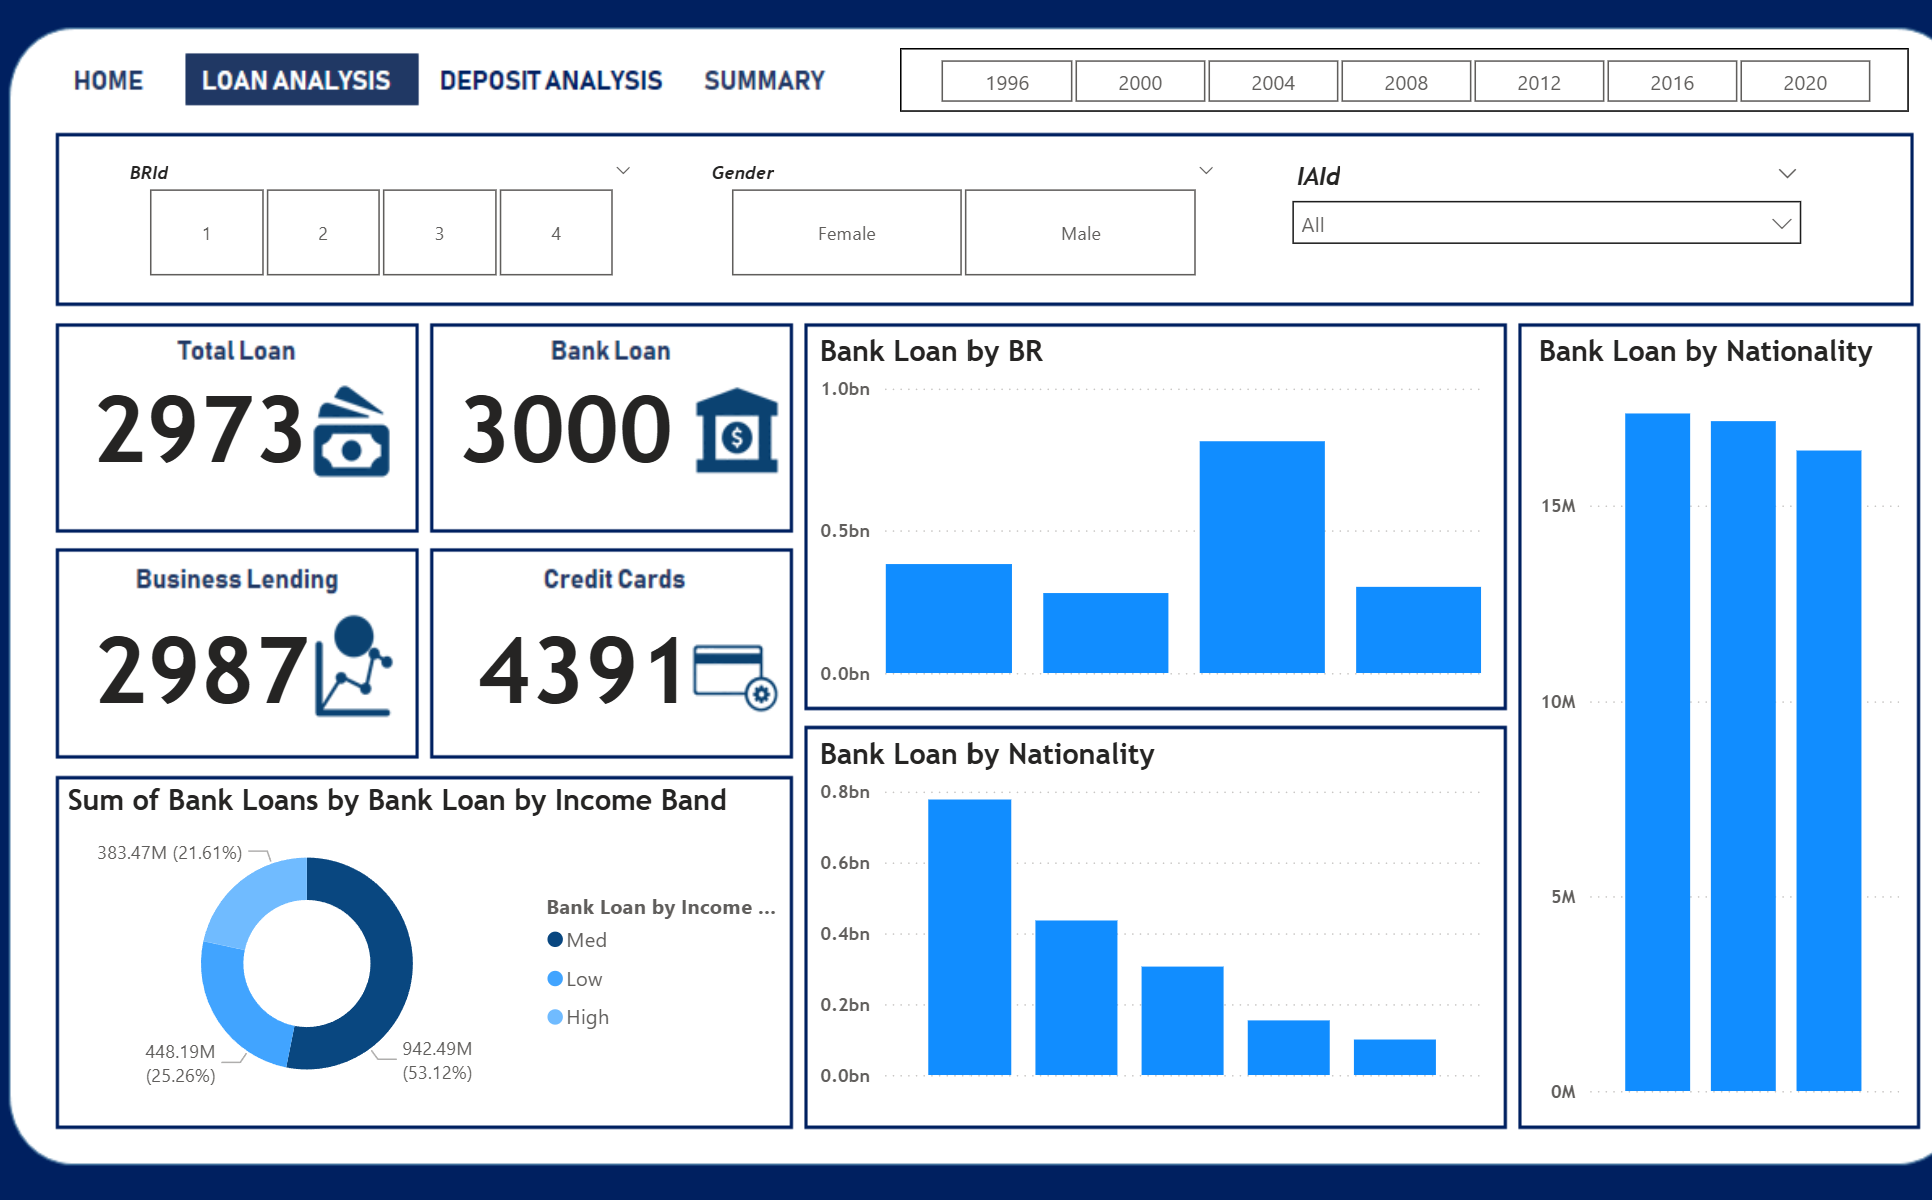 HOME
LOAN ANALYSIS
DEPOSIT ANALYSIS
SUMMARY
1996
2000
2004
2008
2012
2016
2020
BRId
1
2
3
4
Gender
Female
Male
IAId
All
Total Loan
2973
Bank Loan
3000
$
Business Lending
2987
Credit Cards
4391
Sum of Bank Loans by Bank Loan by Income Band
383.47M (21.61%)
448.19M
(25.26%)
942.49M
(53.12%)
Bank Loan by Income ...
Med
Low
High
Bank Loan by BR
1.0bn
0.5bn
0.0bn
Bank Loan by Nationality
0.8bn
0.6bn
0.4bn
0.2bn
0.0bn
Bank Loan by Nationality
15M
10M
5M
0M